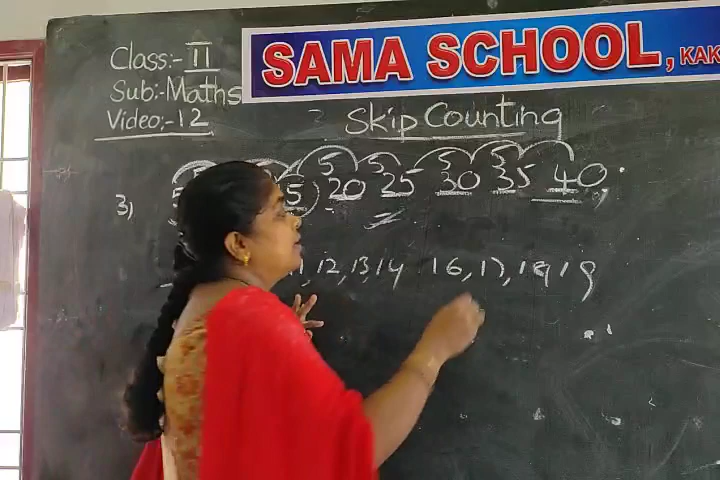 Class:- II
SAMA SCHOOL, KAK
Sub:- Maths
Video:- 12
Skip Counting
5 5 5 5 5
3) 5) 20 25 30 35 40.
12, 13, 14 16, 17, 18 19